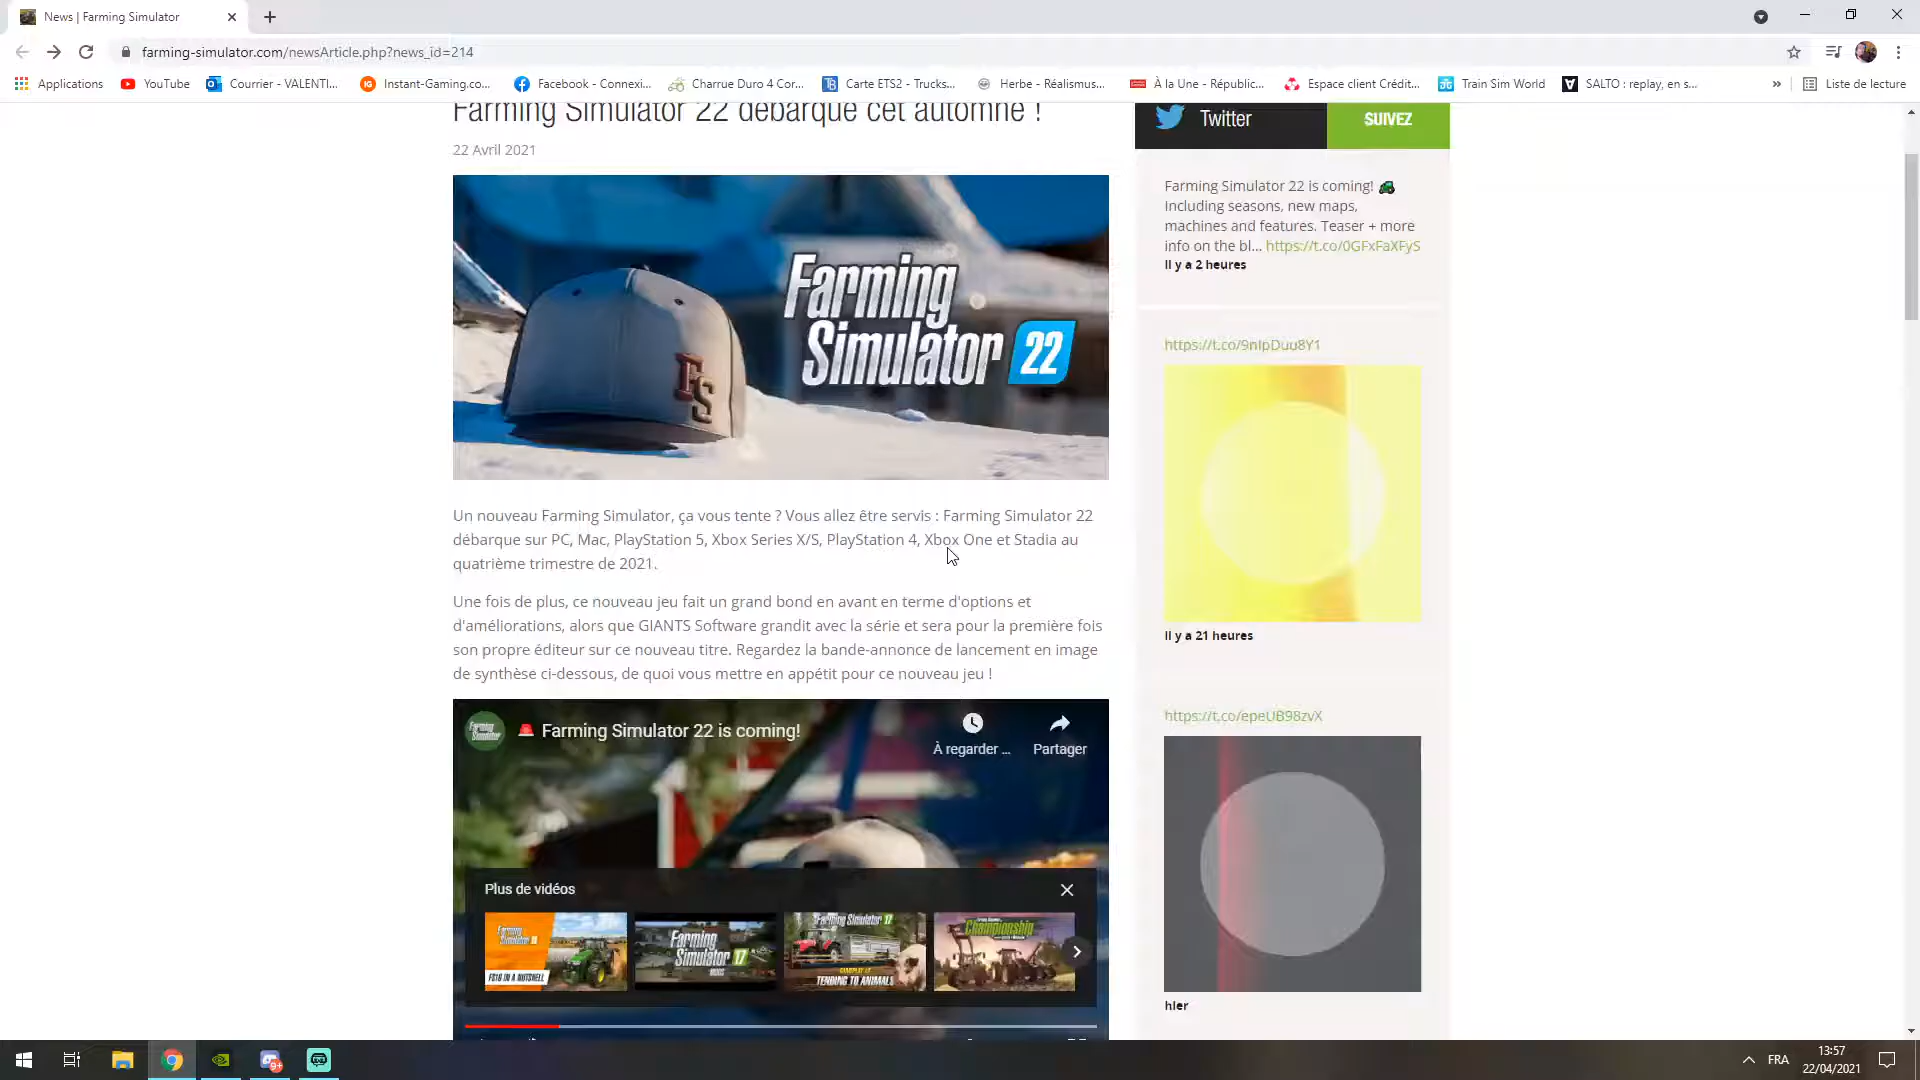 News | Farming Simulator
farming-simulator.com/newsArticle.php?news_id=214
Applications
YouTube
Courrier - VALENTI...
Instant-Gaming.co...
Facebook - Connexi...
Charrue Duro 4 Cor...
Carte ETS2 - Trucks...
Herbe - Réalismus...
À la Une - Républic...
Espace client Crédit...
Train Sim World
SALTO : replay, en s...
»
Liste de lecture
Farming Simulator 22 débarque cet automne !
22 Avril 2021
Farming
Simulator 22
FS
Un nouveau Farming Simulator, ça vous tente ? Vous allez être servis : Farming Simulator 22
débarque sur PC, Mac, PlayStation 5, Xbox Series X/S, PlayStation 4, Xbox One et Stadia au
quatrième trimestre de 2021.
Une fois de plus, ce nouveau jeu fait un grand bond en avant en terme d'options et
d'améliorations, alors que GIANTS Software grandit avec la série et sera pour la première fois
son propre éditeur sur ce nouveau titre. Regardez la bande-annonce de lancement en image
de synthèse ci-dessous, de quoi vous mettre en appétit pour ce nouveau jeu !
Farming Simulator
Farming Simulator 22 is coming!
À regarder ...
Partager
Plus de vidéos
FS19 IN A NUTSHELL
Farming
Simulator 17
MODS
Farming Simulator 17
GAMEPLAY #2
TENDING TO ANIMALS
Championship
Twitter
SUIVEZ
Farming Simulator 22 is coming!
Including seasons, new maps,
machines and features. Teaser + more
info on the bl... https://t.co/0GFxFaXFyS
Il y a 2 heures
https://t.co/9nIpDuu8Y1
Il y a 21 heures
https://t.co/epeUB98zvX
hier
9+
FRA
13:57
22/04/2021